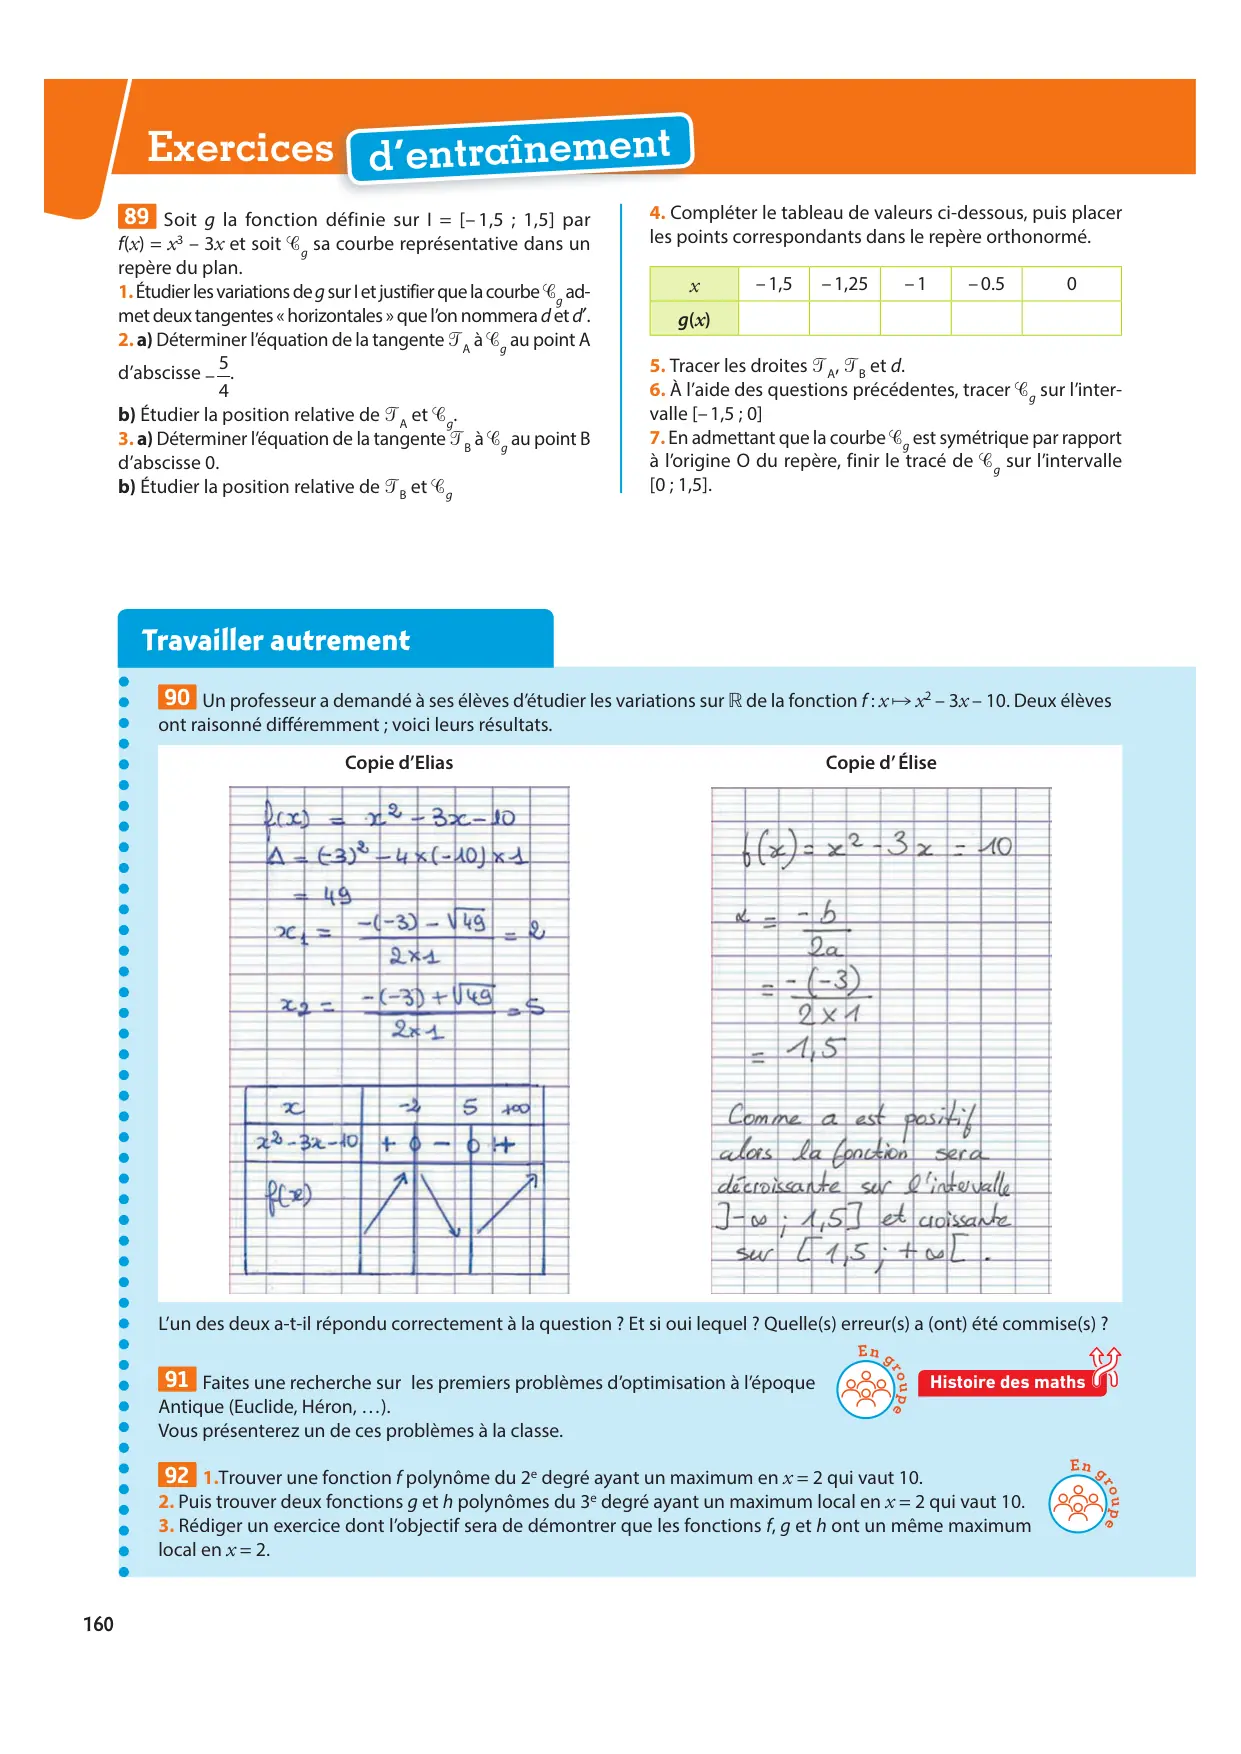 Exercices d'entraînement
89 Soit g la fonction définie sur I = [– 1,5 ; 1,5] par
f(x) = x³ – 3x et soit 𝒞g sa courbe représentative dans un
repère du plan.
1. Étudier les variations de g sur I et justifier que la courbe 𝒞g ad-
met deux tangentes « horizontales » que l'on nommera d et d′.
2. a) Déterminer l'équation de la tangente 𝒯A à 𝒞g au point A
d'abscisse –5/4.
b) Étudier la position relative de 𝒯A et 𝒞g.
3. a) Déterminer l'équation de la tangente 𝒯B à 𝒞g au point B
d'abscisse 0.
b) Étudier la position relative de 𝒯B et 𝒞g
4. Compléter le tableau de valeurs ci-dessous, puis placer
les points correspondants dans le repère orthonormé.
x – 1,5 – 1,25 – 1 – 0.5 0
g(x)
5. Tracer les droites 𝒯A, 𝒯B et d.
6. À l'aide des questions précédentes, tracer 𝒞g sur l'inter-
valle [– 1,5 ; 0]
7. En admettant que la courbe 𝒞g est symétrique par rapport
à l'origine O du repère, finir le tracé de 𝒞g sur l'intervalle
[0 ; 1,5].
Travailler autrement
90 Un professeur a demandé à ses élèves d'étudier les variations sur ℝ de la fonction f : x ↦ x² – 3x – 10. Deux élèves
ont raisonné différemment ; voici leurs résultats.
Copie d'Elias
f(x) = x² - 3x - 10
Δ = (-3)² - 4 × (-10) × 1
= 49
x₁ = -(-3) - √49 / 2×1 = 2
x₂ = -(-3) + √49 / 2×1 = 5
x -2 5 +∞
x² - 3x - 10 + 0 - 0 +
f(x)
Copie d' Élise
f(x) = x² - 3x = 10
α = -b / 2a
= -(-3) / 2×1
= 1,5
Comme a est positif
alors la fonction sera
décroissante sur l'intervalle
]-∞ ; 1,5] et croissante
sur [1,5 ; +∞[.
L'un des deux a-t-il répondu correctement à la question ? Et si oui lequel ? Quelle(s) erreur(s) a (ont) été commise(s) ?
91 Faites une recherche sur les premiers problèmes d'optimisation à l'époque
Antique (Euclide, Héron, …).
Vous présenterez un de ces problèmes à la classe.
En groupe
Histoire des maths
92 1.Trouver une fonction f polynôme du 2e degré ayant un maximum en x = 2 qui vaut 10.
2. Puis trouver deux fonctions g et h polynômes du 3e degré ayant un maximum local en x = 2 qui vaut 10.
3. Rédiger un exercice dont l'objectif sera de démontrer que les fonctions f, g et h ont un même maximum
local en x = 2.
En groupe
160